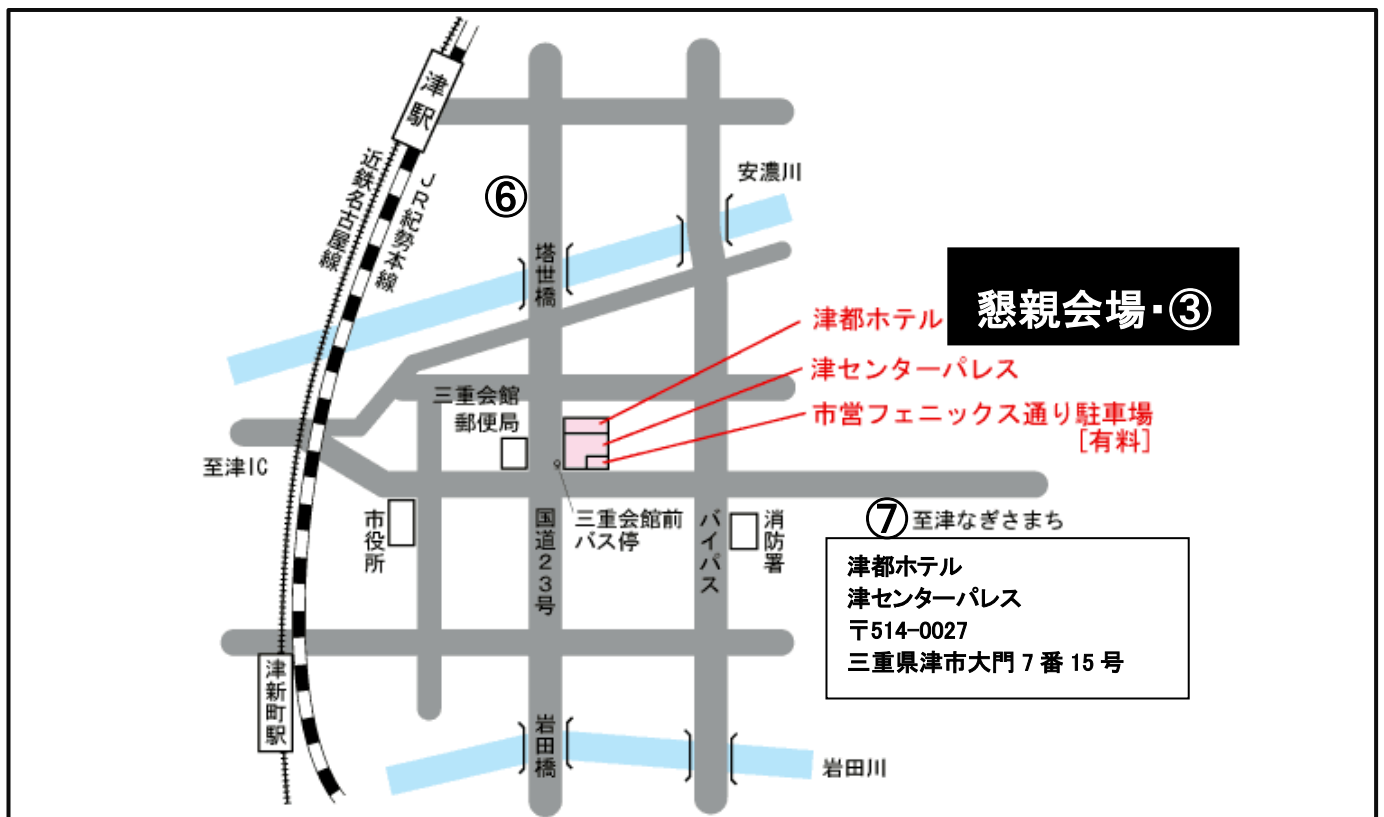 津駅
近鉄名古屋線
JR紀勢本線
⑥
塔世橋
安濃川
津都ホテル
懇親会場・③
津センターパレス
市営フェニックス通り駐車場
[有料]
三重会館
郵便局
至津IC
市役所
国道23号
三重会館前
バス停
バイパス
消防署
⑦
至津なぎさまち
津都ホテル
津センターパレス
〒514-0027
三重県津市大門 7 番 15 号
津新町駅
岩田橋
岩田川